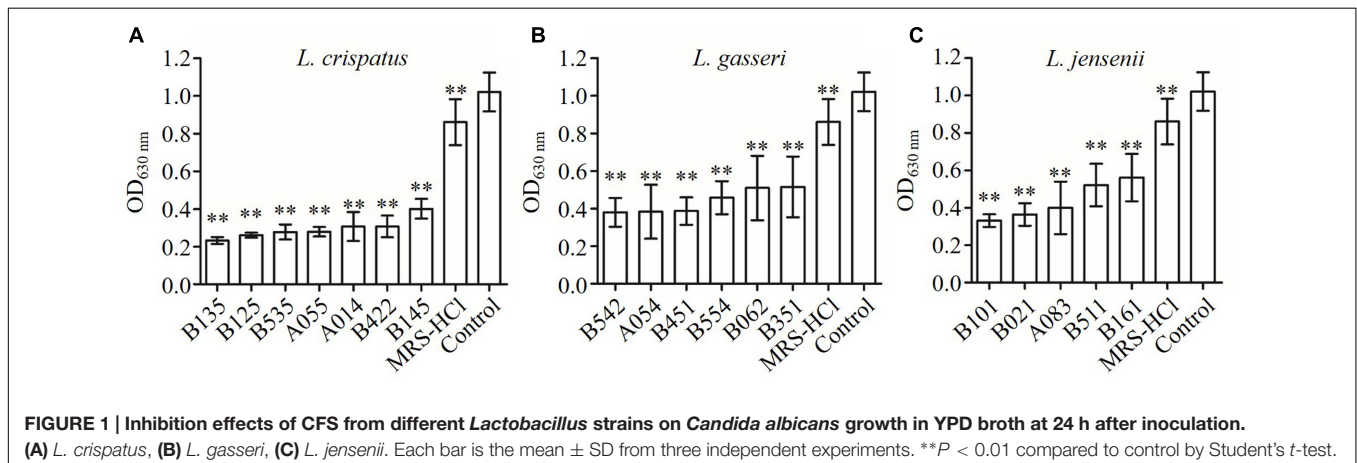 A
L. crispatus
OD630 nm
1.2
1.0
0.8
0.6
0.4
0.2
0.0
**
**
**
**
**
**
**
**
B135
B125
B535
A055
A014
B422
B145
MRS-HCl
Control
B
L. gasseri
OD630 nm
1.2
1.0
0.8
0.6
0.4
0.2
0.0
**
**
**
**
**
**
**
B542
A054
B451
B554
B062
B351
MRS-HCl
Control
C
L. jensenii
OD630 nm
1.2
1.0
0.8
0.6
0.4
0.2
0.0
**
**
**
**
**
**
B101
B021
A083
B511
B161
MRS-HCl
Control
FIGURE 1 | Inhibition effects of CFS from different Lactobacillus strains on Candida albicans growth in YPD broth at 24 h after inoculation.
(A) L. crispatus, (B) L. gasseri, (C) L. jensenii. Each bar is the mean ± SD from three independent experiments. **P < 0.01 compared to control by Student's t-test.